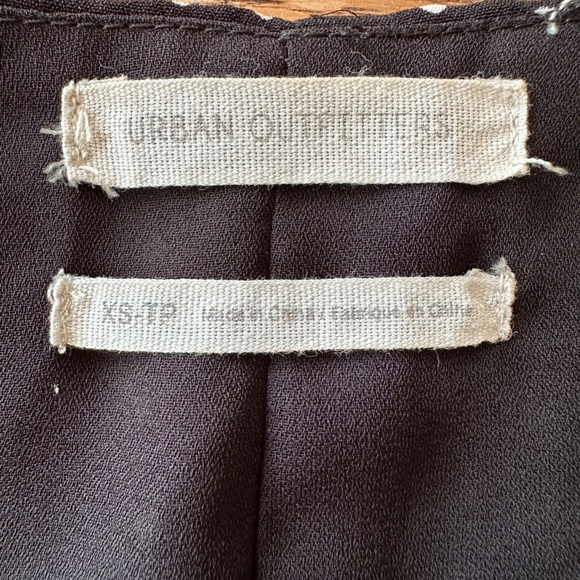 URBAN OUTFITTERS
XS-TP Made in China / Fabriqué en Chine